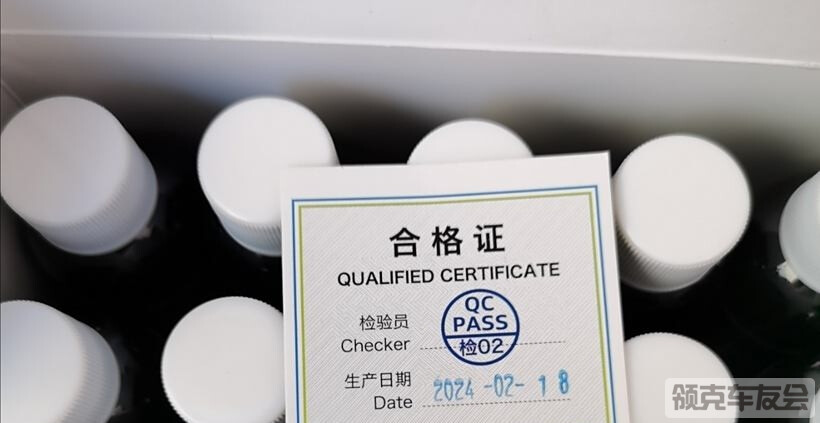 合格证
QUALIFIED CERTIFICATE
检验员
Checker
QC
PASS
检02
生产日期
Date
2024-02-18
领克车友会